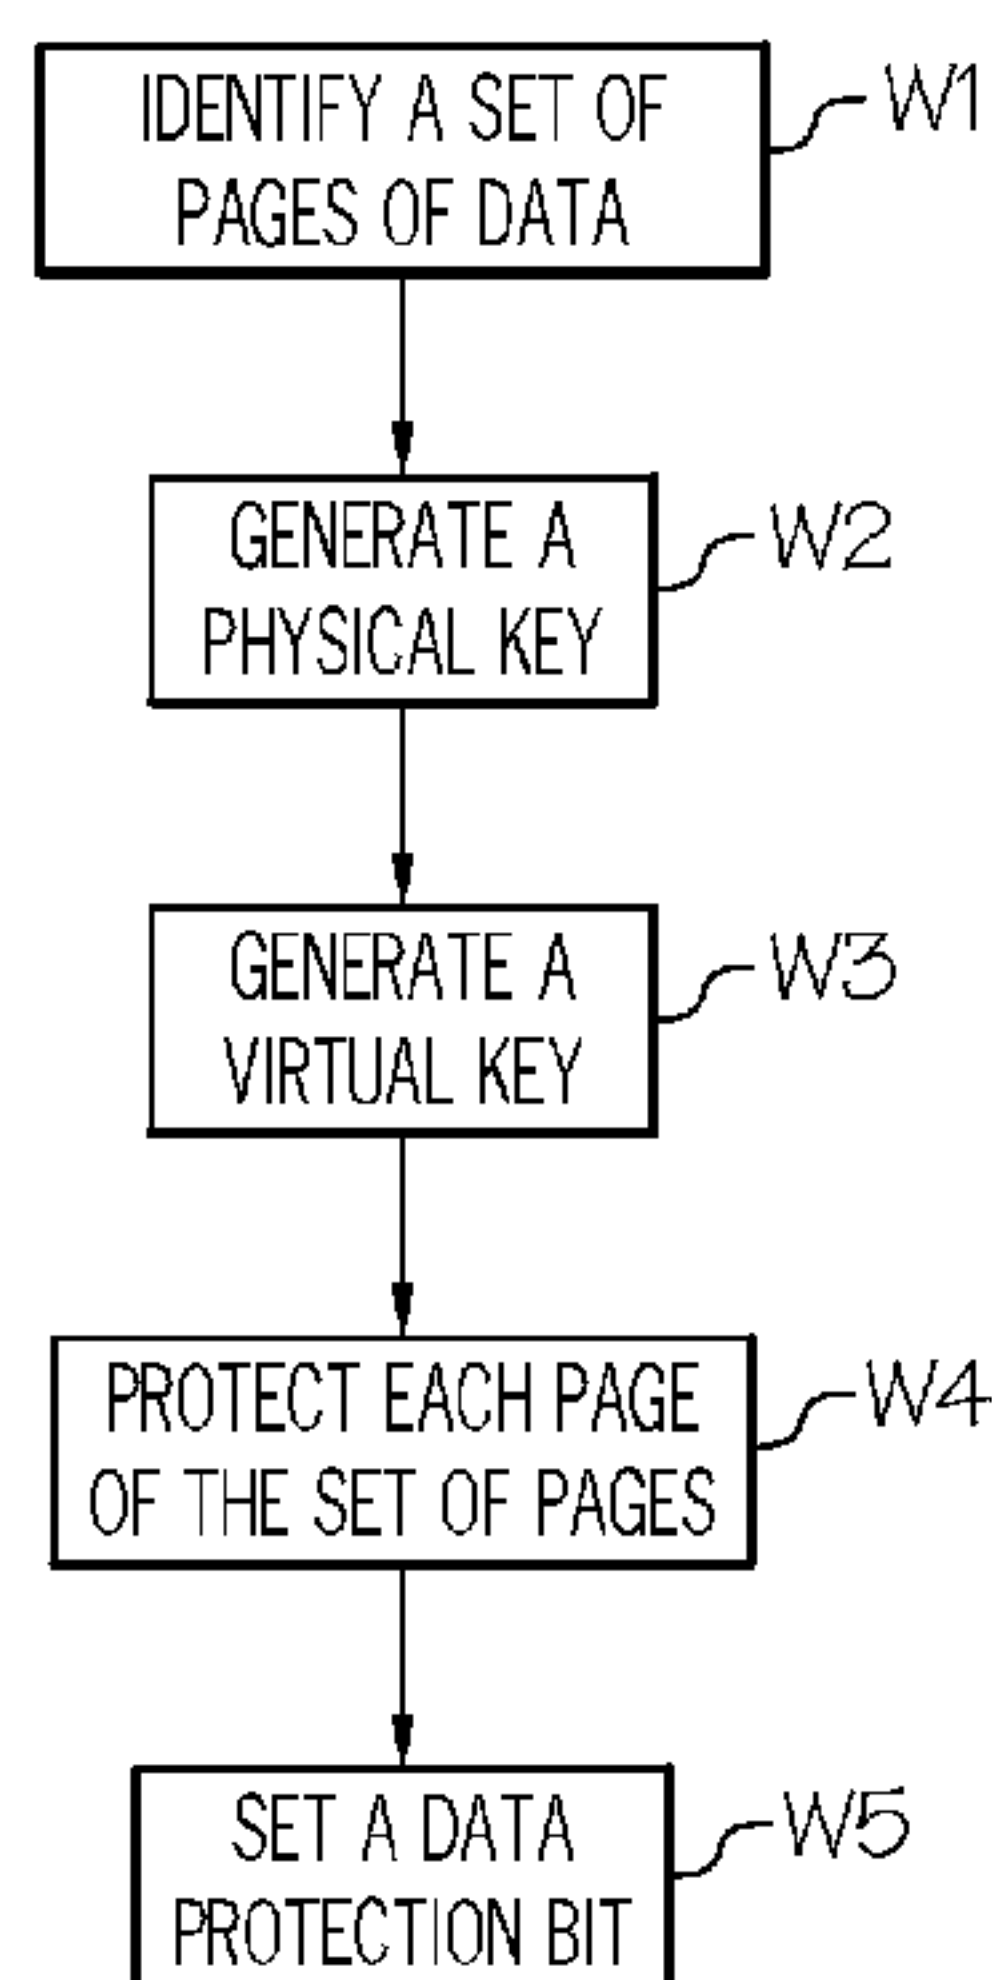 IDENTIFY A SET OF
PAGES OF DATA
W1
GENERATE A
PHYSICAL KEY
W2
GENERATE A
VIRTUAL KEY
W3
PROTECT EACH PAGE
OF THE SET OF PAGES
W4
SET A DATA
PROTECTION BIT
W5